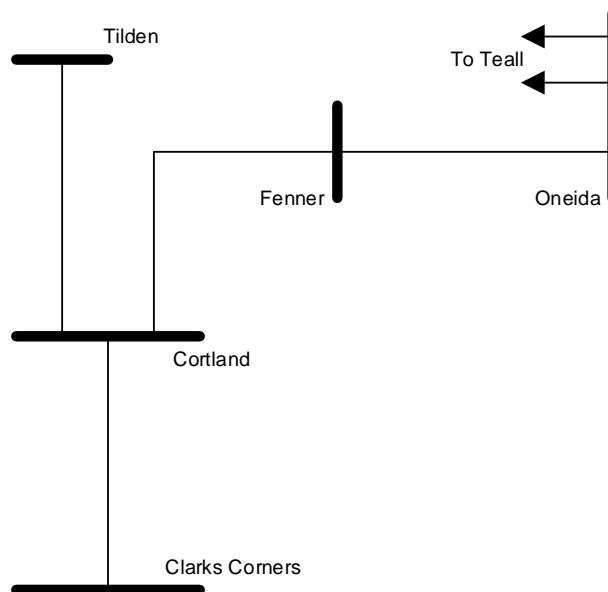 Tilden
To Teall
Fenner
Oneida
Cortland
Clarks Corners